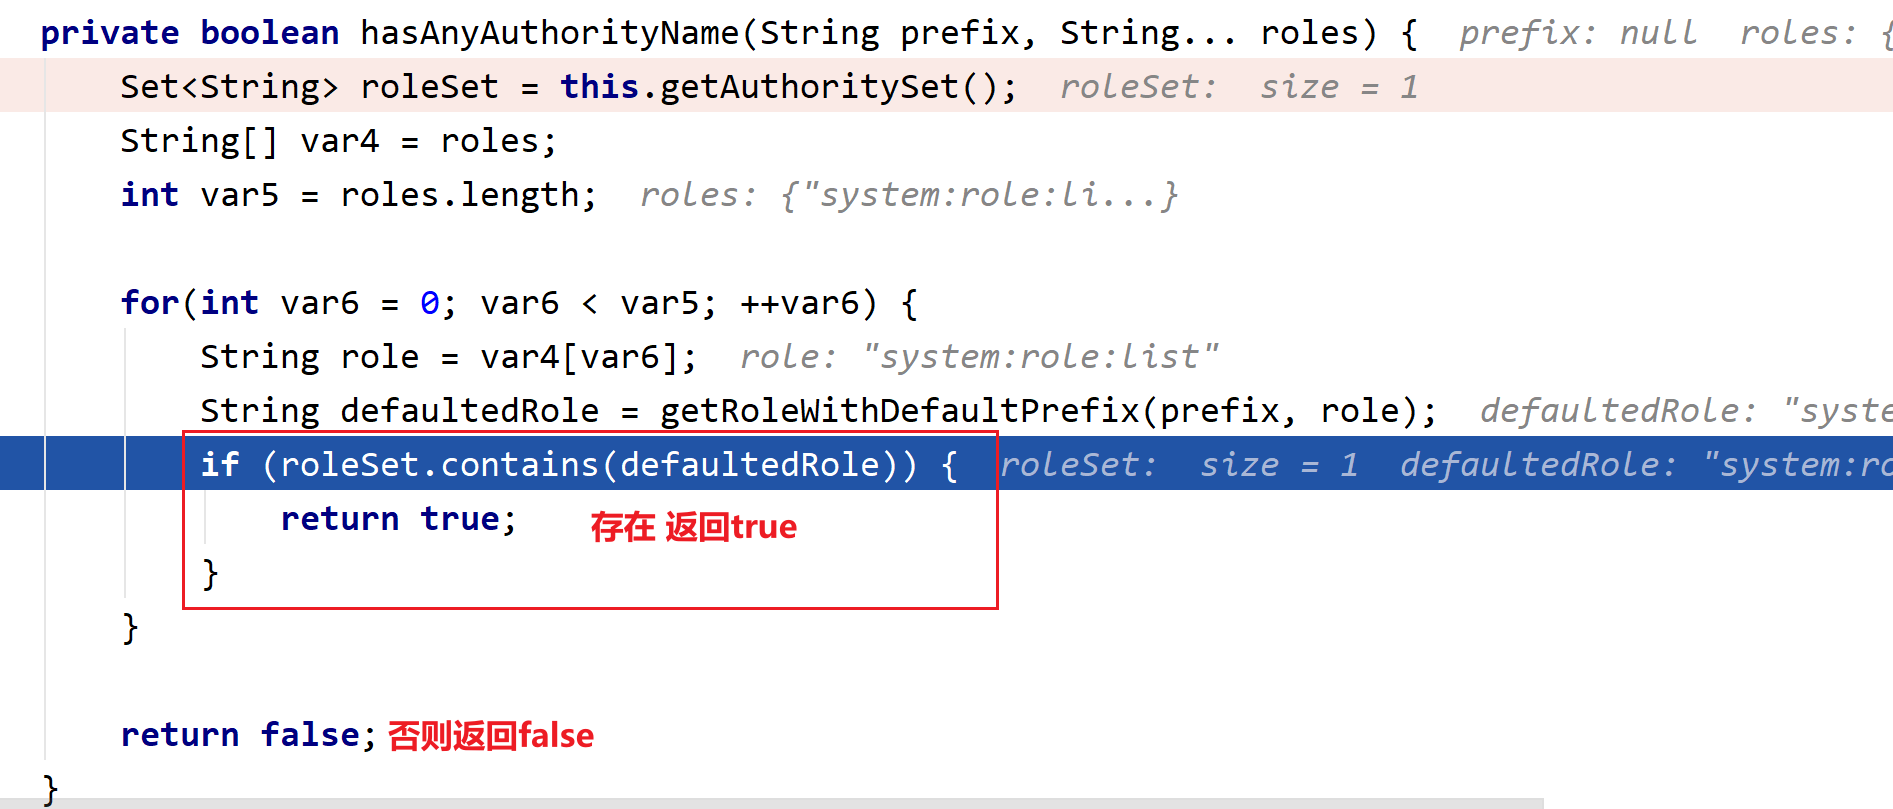 private boolean hasAnyAuthorityName(String prefix, String... roles) {  prefix: null  roles: {
Set<String> roleSet = this.getAuthoritySet();  roleSet:  size = 1
String[] var4 = roles;
int var5 = roles.length;  roles: {"system:role:li...}
for(int var6 = 0; var6 < var5; ++var6) {
String role = var4[var6];  role: "system:role:list"
String defaultedRole = getRoleWithDefaultPrefix(prefix, role);  defaultedRole: "syste
if (roleSet.contains(defaultedRole)) {  roleSet:  size = 1  defaultedRole: "system:ro
return true;  存在 返回true
}
}
return false; 否则返回false
}